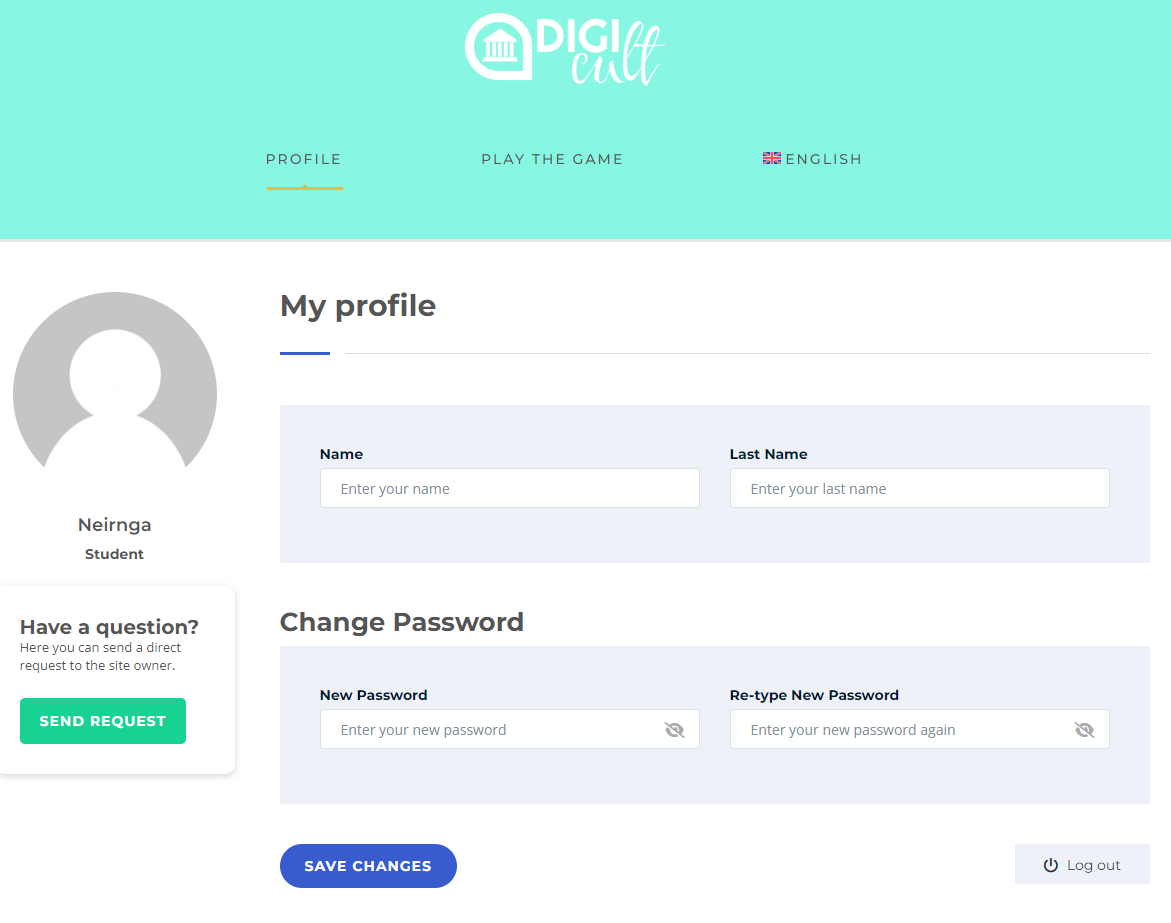 DIGI
cult
PROFILE
PLAY THE GAME
ENGLISH
My profile
Name
Last Name
Enter your name
Enter your last name
Neirnga
Student
Have a question?
Here you can send a direct
request to the site owner.
SEND REQUEST
Change Password
New Password
Re-type New Password
Enter your new password
Enter your new password again
SAVE CHANGES
Log out